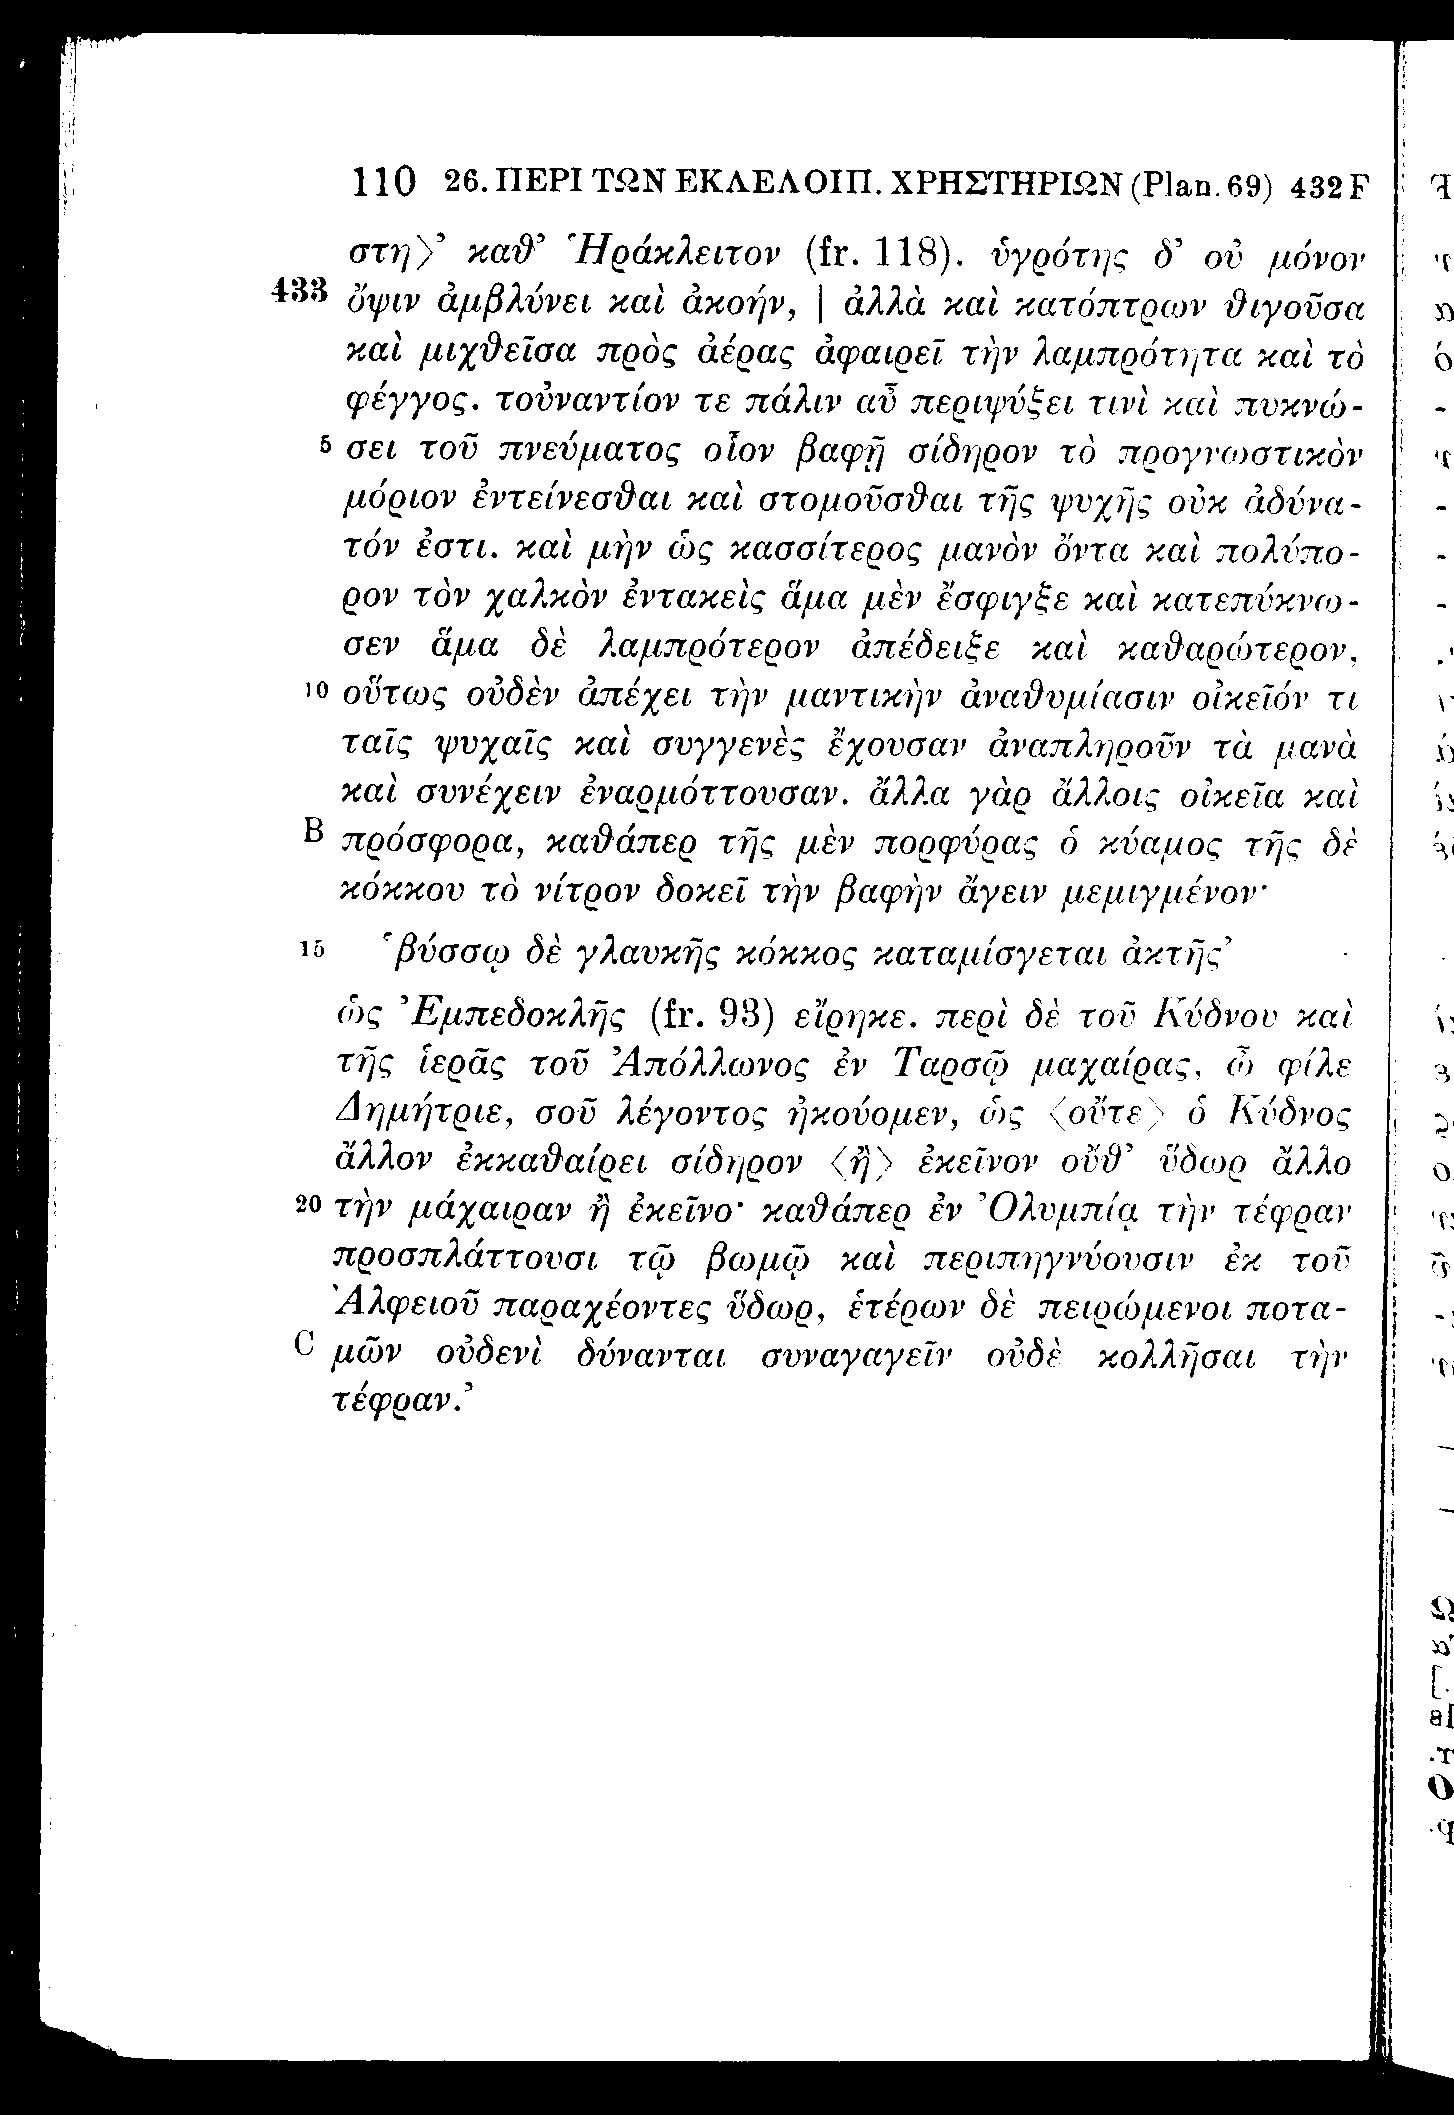 110 26. ΠΕΡΙ ΤΩΝ ΕΚΛΕΛΟΙΠ. ΧΡΗΣΤΗΡΙΩΝ (Plan. 69) 432 F
στη⟩’ καθ’ Ἡράκλειτον (fr. 118). ὑγρότης δ’ οὐ μόνον
433 ὄψιν ἀμβλύνει καὶ ἀκοήν, | ἀλλὰ καὶ κατόπτρων θιγοῦσα
καὶ μιχθεῖσα πρὸς ἀέρας ἀφαιρεῖ τὴν λαμπρότητα καὶ τὸ
φέγγος. τοὐναντίον τε πάλιν αὖ περιψύξει τινὶ καὶ πυκνώ-
5 σει τοῦ πνεύματος οἷον βαφῇ σίδηρον τὸ προγνωστικὸν
μόριον ἐντείνεσθαι καὶ στομοῦσθαι τῆς ψυχῆς οὐκ ἀδύνα-
τόν ἐστι. καὶ μὴν ὡς κασσίτερος μανὸν ὄντα καὶ πολύπο-
ρον τὸν χαλκὸν ἐντακεὶς ἅμα μὲν ἔσφιγξε καὶ κατεπύκνω-
σεν ἅμα δὲ λαμπρότερον ἀπέδειξε καὶ καθαρώτερον,
10 οὕτως οὐδὲν ἀπέχει τὴν μαντικὴν ἀναθυμίασιν οἰκεῖόν τι
ταῖς ψυχαῖς καὶ συγγενὲς ἔχουσαν ἀναπληροῦν τὰ μανὰ
καὶ συνέχειν ἐναρμόττουσαν. ἄλλα γὰρ ἄλλοις οἰκεῖα καὶ
B πρόσφορα, καθάπερ τῆς μὲν πορφύρας ὁ κύαμος τῆς δὲ
κόκκου τὸ νίτρον δοκεῖ τὴν βαφὴν ἄγειν μεμιγμένον·
15 ‘βύσσῳ δὲ γλαυκῆς κόκκος καταμίσγεται ἀκτῆς’
ὡς Ἐμπεδοκλῆς (fr. 93) εἴρηκε. περὶ δὲ τοῦ Κύδνου καὶ
τῆς ἱερᾶς τοῦ Ἀπόλλωνος ἐν Ταρσῷ μαχαίρας, ὦ φίλε
Δημήτριε, σοῦ λέγοντος ἠκούομεν, ὡς ⟨οὔτε⟩ ὁ Κύδνος
ἄλλον ἐκκαθαίρει σίδηρον ⟨ἢ⟩ ἐκεῖνον οὔθ’ ὕδωρ ἄλλο
20 τὴν μάχαιραν ἢ ἐκεῖνο· καθάπερ ἐν Ὀλυμπίᾳ τὴν τέφραν
προσπλάττουσι τῷ βωμῷ καὶ περιπηγνύουσιν ἐκ τοῦ
Ἀλφειοῦ παραχέοντες ὕδωρ, ἑτέρων δὲ πειρώμενοι ποτα-
C μῶν οὐδενὶ δύνανται συναγαγεῖν οὐδὲ κολλῆσαι τὴν
τέφραν.’